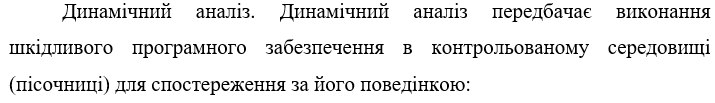 Динамічний аналіз. Динамічний аналіз передбачає виконання
шкідливого програмного забезпечення в контрольованому середовищі
(пісочниці) для спостереження за його поведінкою: